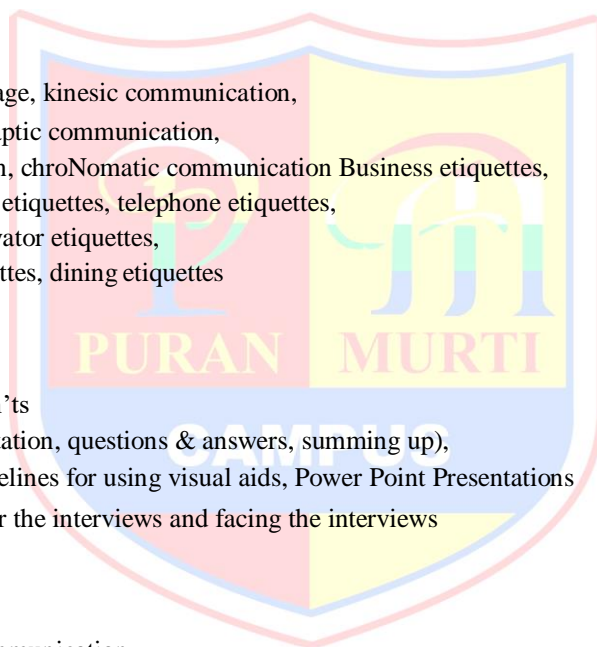 age, kinesic communication,
aptic communication,
n, chroNomatic communication Business etiquettes,
etiquettes, telephone etiquettes,
vator etiquettes,
ttes, dining etiquettes
PURAN MURTI
n’ts
tation, questions & answers, summing up),
CAMPUS
elines for using visual aids, Power Point Presentations
r the interviews and facing the interviews